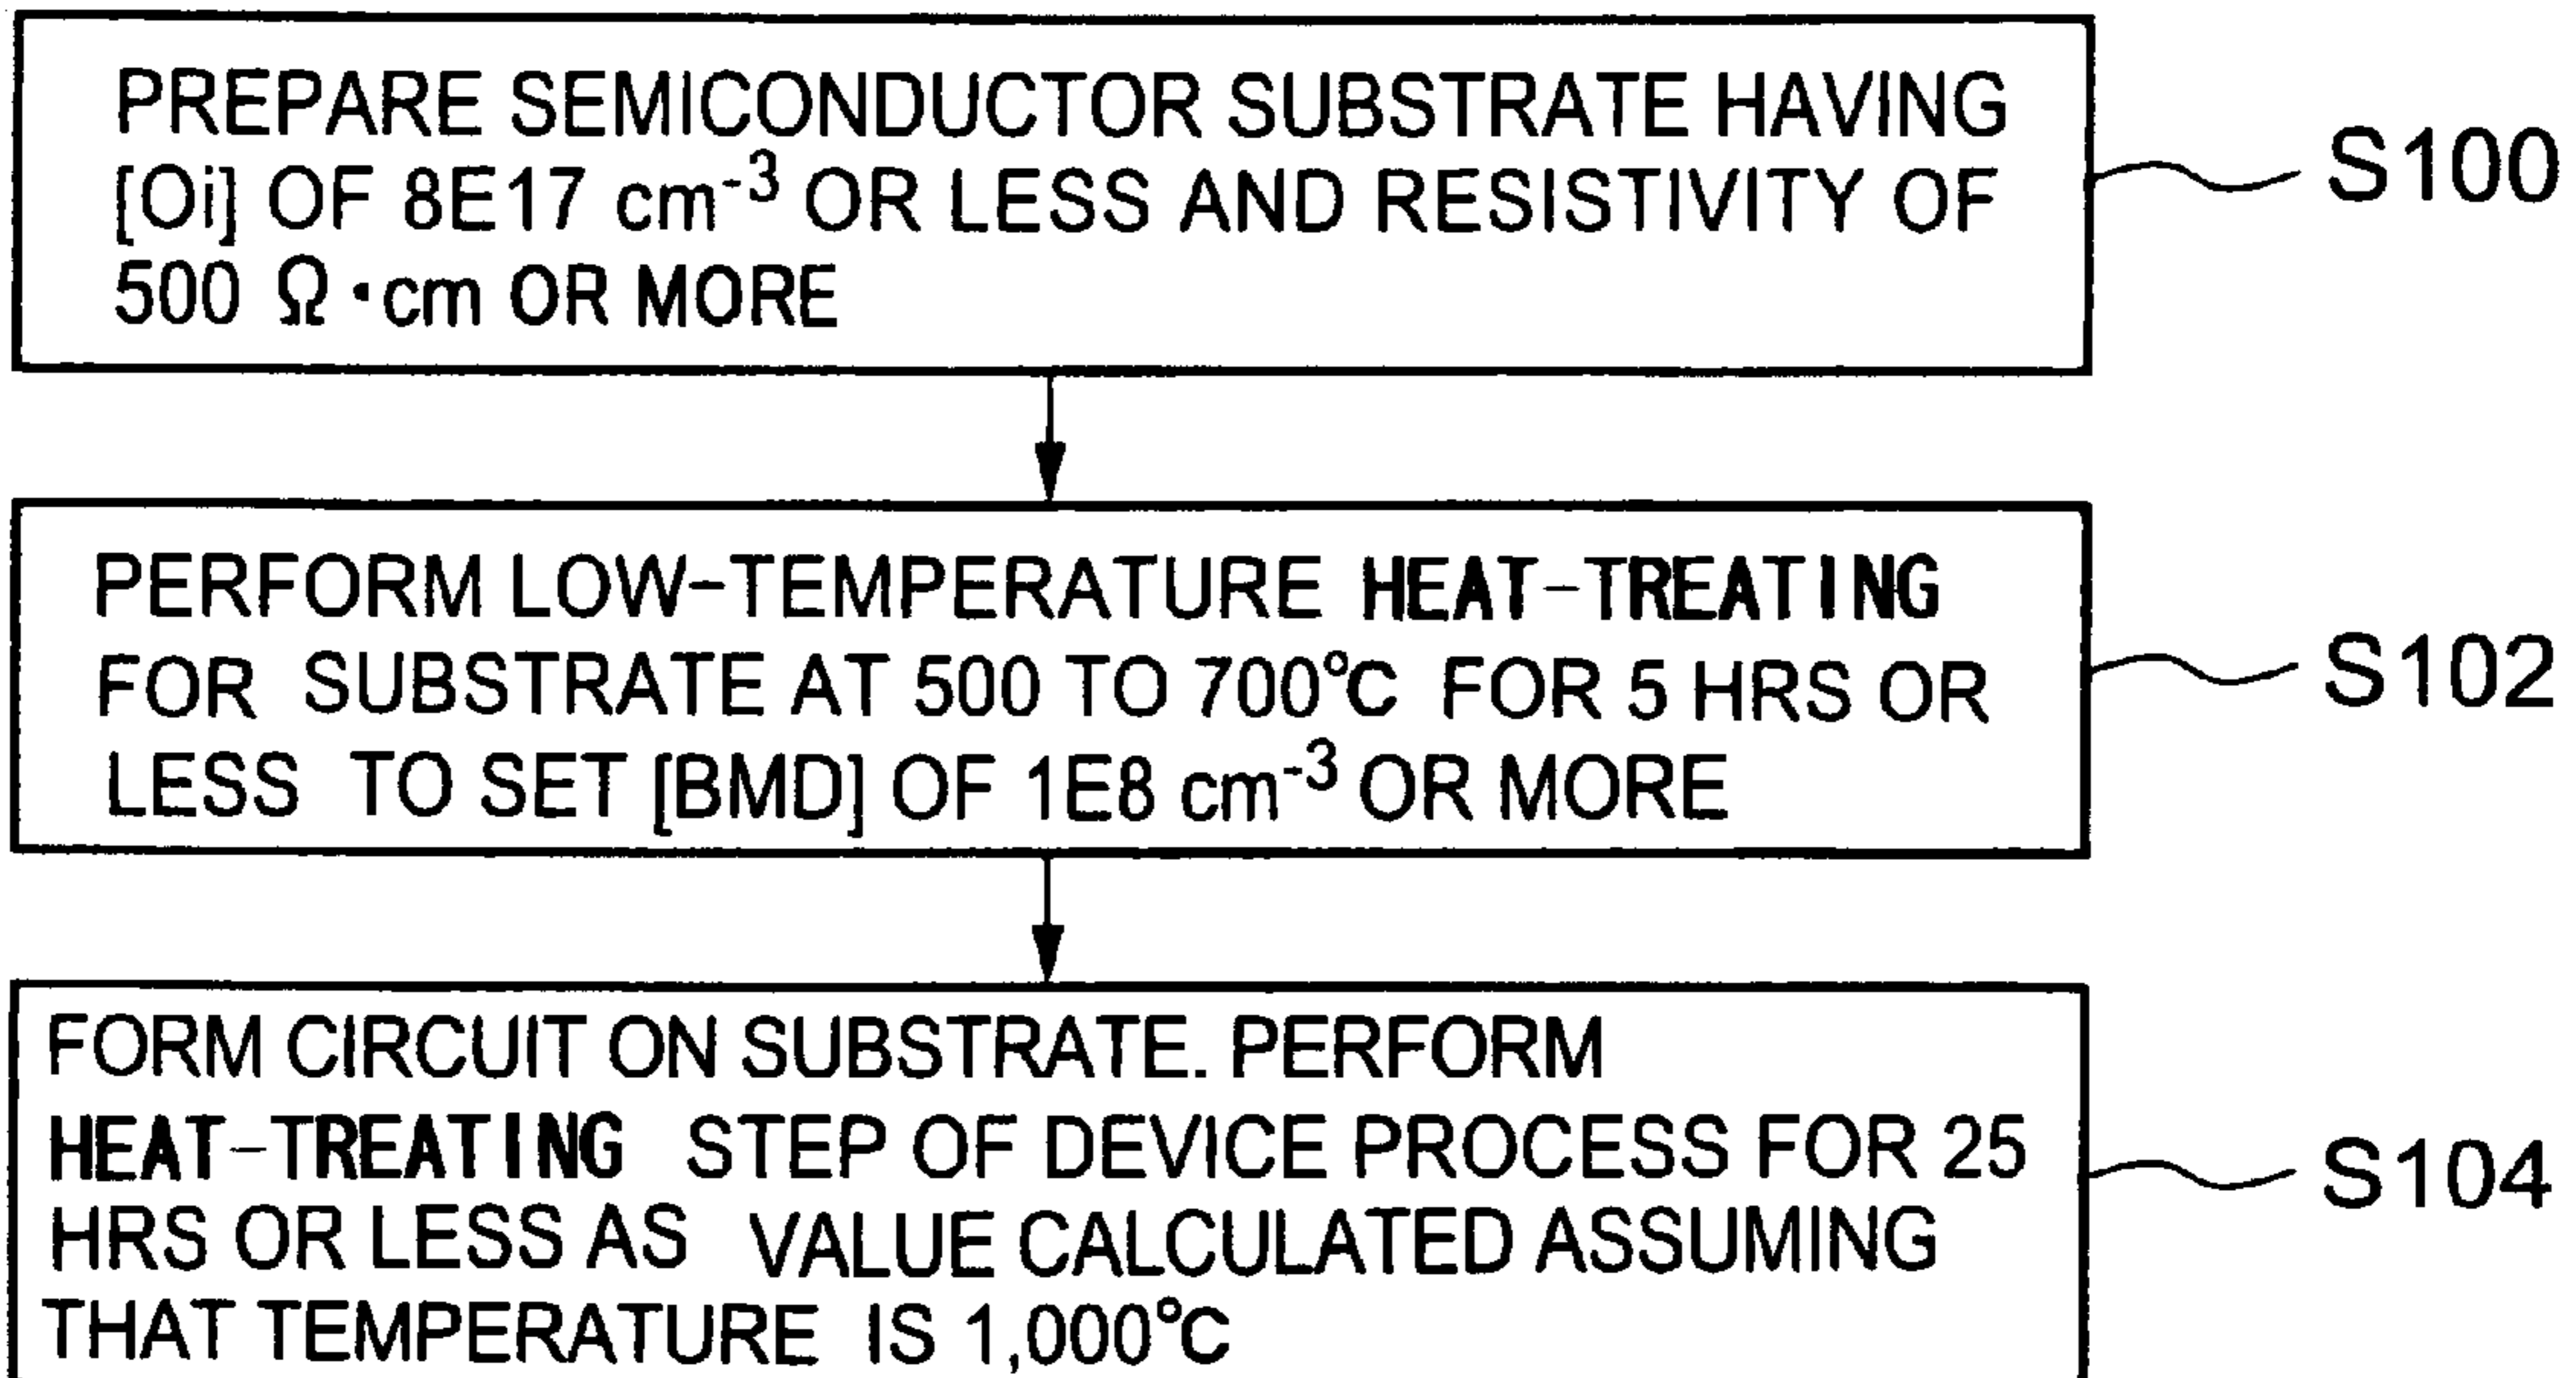 PREPARE SEMICONDUCTOR SUBSTRATE HAVING
[Oi] OF 8E17 cm⁻³ OR LESS AND RESISTIVITY OF
500 Ω·cm OR MORE
S100
PERFORM LOW-TEMPERATURE HEAT-TREATING
FOR SUBSTRATE AT 500 TO 700°C FOR 5 HRS OR
LESS TO SET [BMD] OF 1E8 cm⁻³ OR MORE
S102
FORM CIRCUIT ON SUBSTRATE. PERFORM
HEAT-TREATING STEP OF DEVICE PROCESS FOR 25
HRS OR LESS AS VALUE CALCULATED ASSUMING
THAT TEMPERATURE IS 1,000°C
S104